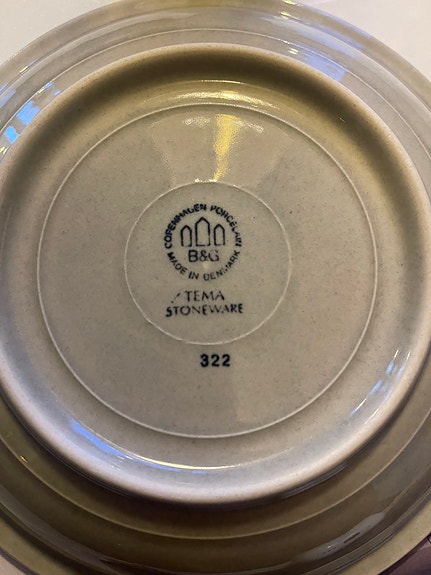 COPENHAGEN PORCELAIN
B&G
MADE IN DENMARK
TEMA
STONEWARE
322